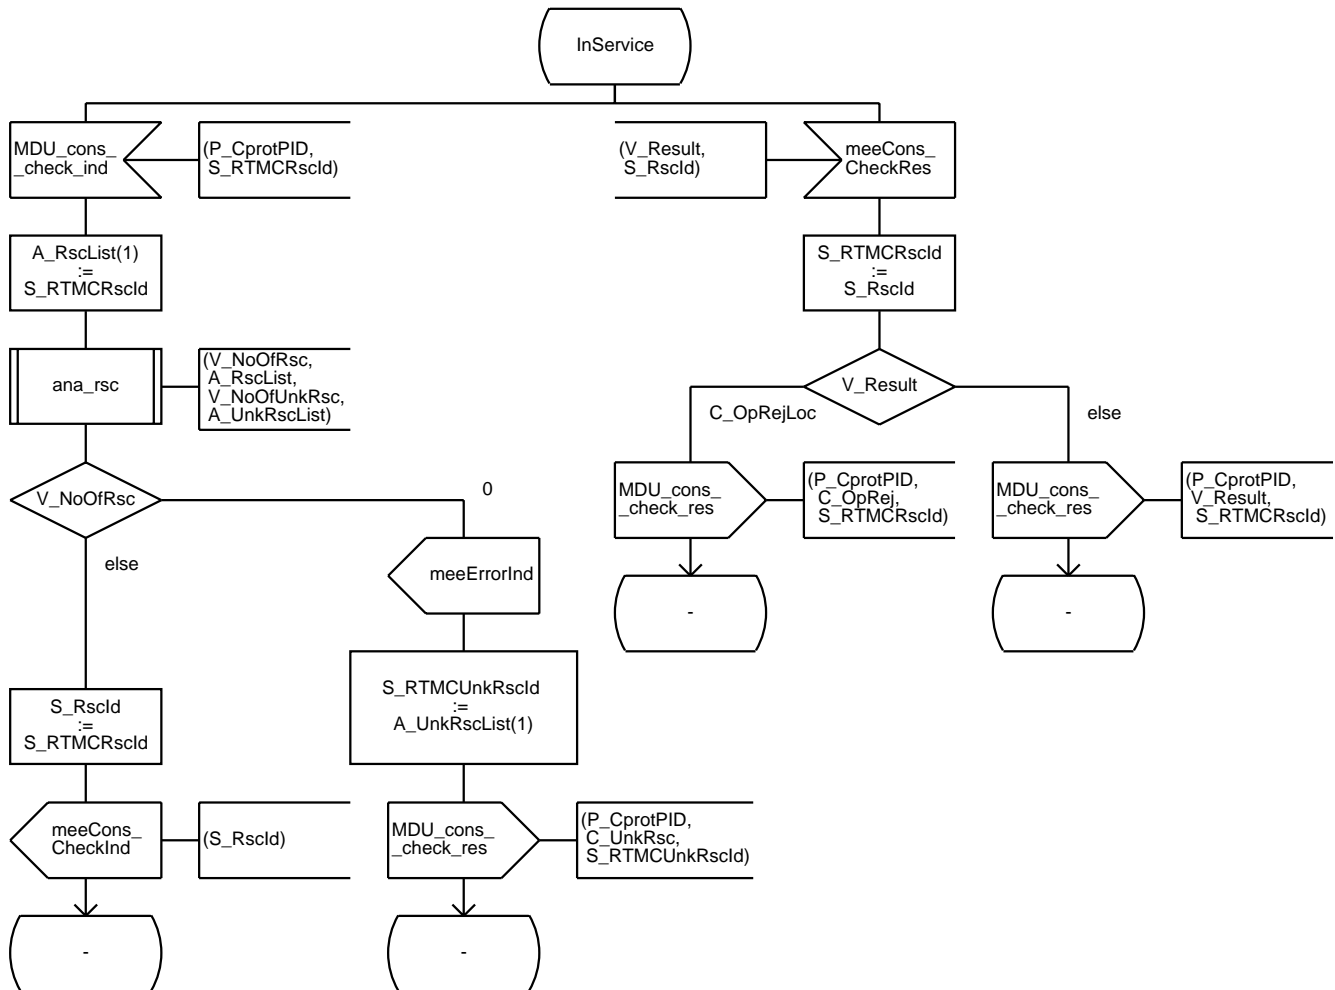 InService
MDU_cons_
_check_ind
(P_CprotPID,
S_RTMCRscId)
(V_Result,
S_RscId)
meeCons_
CheckRes
A_RscList(1)
:=
S_RTMCRscId
S_RTMCRscId
:=
S_RscId
ana_rsc
(V_NoOfRsc,
A_RscList,
V_NoOfUnkRsc,
A_UnkRscList)
V_Result
C_OpRejLoc
else
V_NoOfRsc
0
else
MDU_cons_
_check_res
(P_CprotPID,
C_OpRej,
S_RTMCRscId)
MDU_cons_
_check_res
(P_CprotPID,
V_Result,
S_RTMCRscId)
meeErrorInd
-
-
S_RscId
:=
S_RTMCRscId
S_RTMCUnkRscId
:=
A_UnkRscList(1)
meeCons_
CheckInd
(S_RscId)
MDU_cons_
_check_res
(P_CprotPID,
C_UnkRsc,
S_RTMCUnkRscId)
-
-